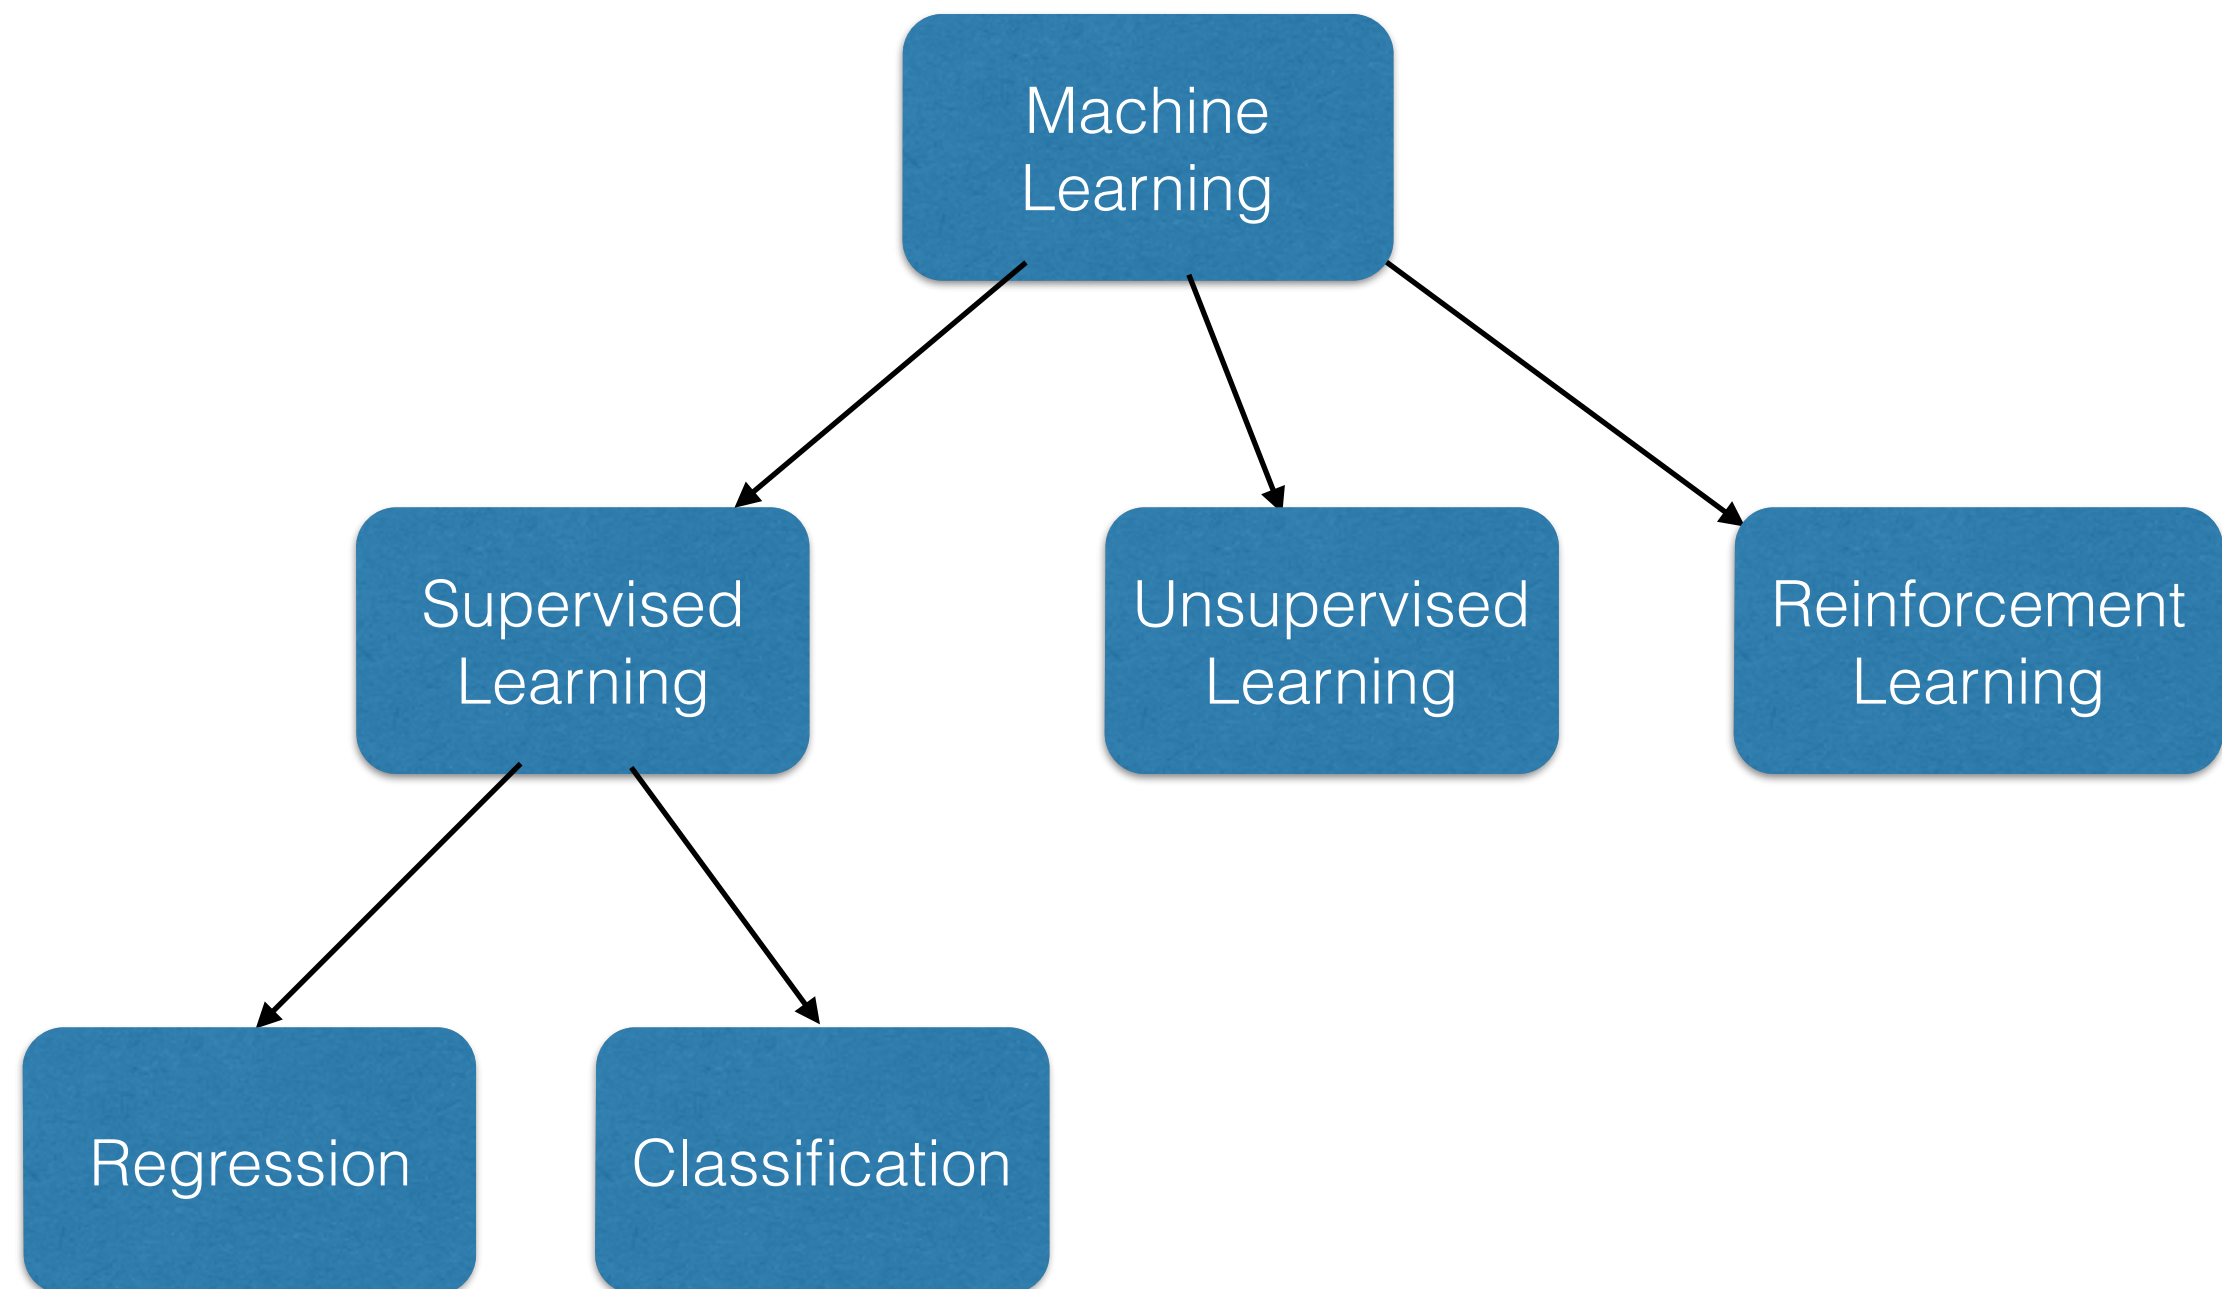 Machine
Learning
Supervised
Learning
Unsupervised
Learning
Reinforcement
Learning
Regression
Classification